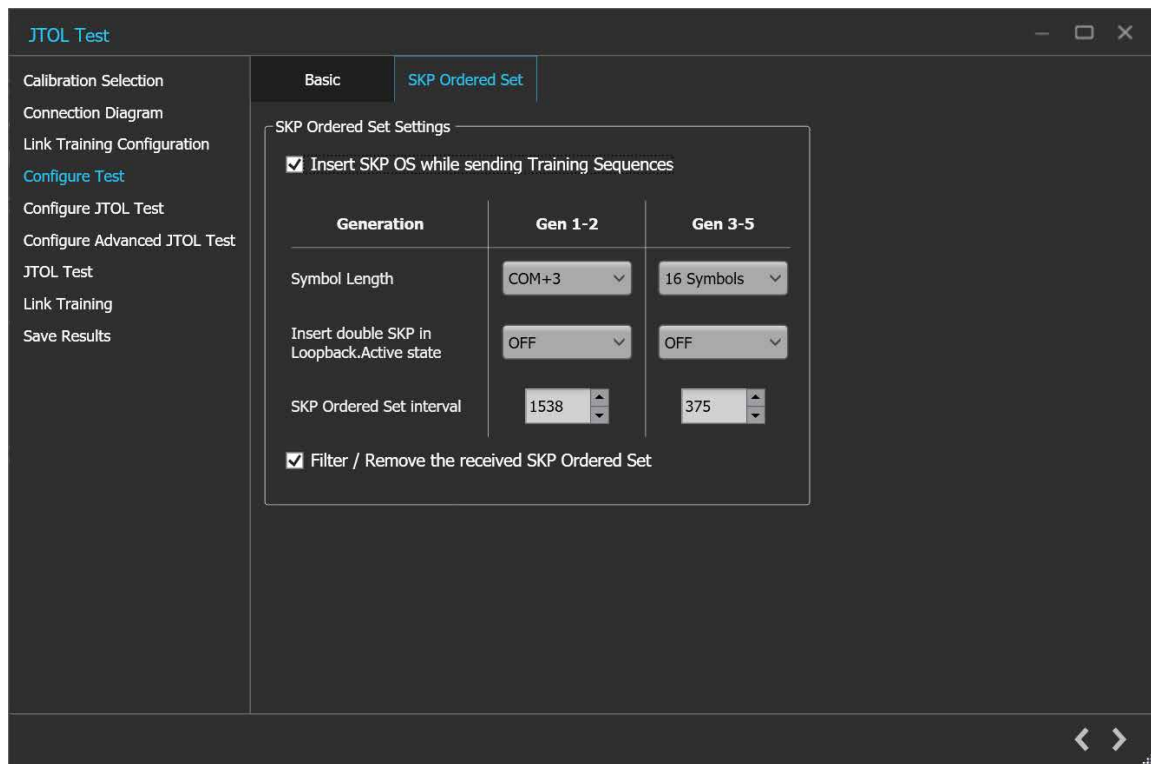 JTOL Test
Calibration Selection
Connection Diagram
Link Training Configuration
Configure Test
Configure JTOL Test
Configure Advanced JTOL Test
JTOL Test
Link Training
Save Results
Basic
SKP Ordered Set
SKP Ordered Set Settings
Insert SKP OS while sending Training Sequences
Generation Gen 1-2 Gen 3-5
Symbol Length COM+3 16 Symbols
Insert double SKP in
Loopback.Active state OFF OFF
SKP Ordered Set interval 1538 375
Filter / Remove the received SKP Ordered Set